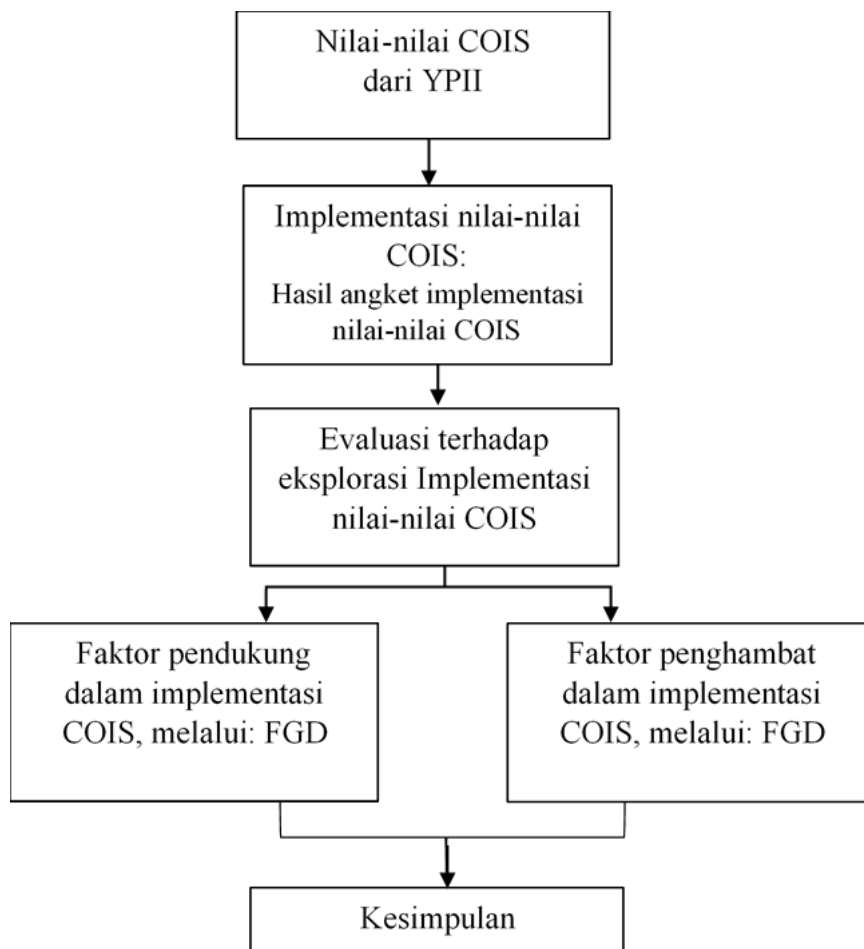 Nilai-nilai COIS
dari YPII
Implementasi nilai-nilai
COIS:
Hasil angket implementasi
nilai-nilai COIS
Evaluasi terhadap
eksplorasi Implementasi
nilai-nilai COIS
Faktor pendukung
dalam implementasi
COIS, melalui: FGD
Faktor penghambat
dalam implementasi
COIS, melalui: FGD
Kesimpulan